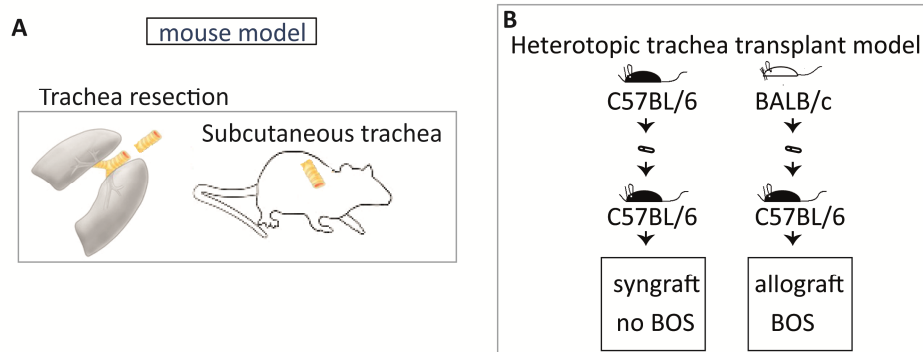 A
mouse model
Trachea resection
Subcutaneous trachea
B
Heterotopic trachea transplant model
C57BL/6
BALB/c
C57BL/6
C57BL/6
syngraft
no BOS
allograft
BOS